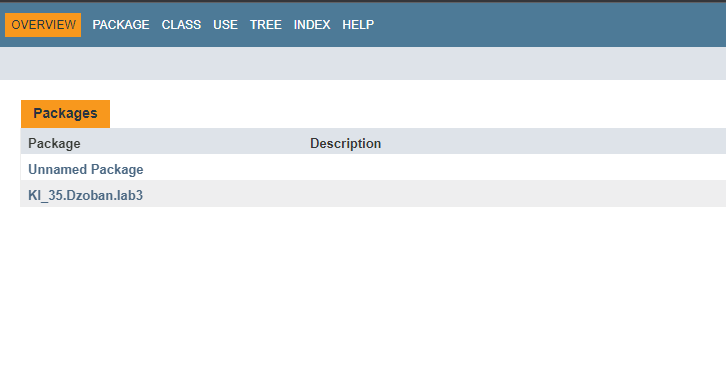 OVERVIEW PACKAGE CLASS USE TREE INDEX HELP
Packages
Package Description
Unnamed Package
KI_35.Dzoban.lab3